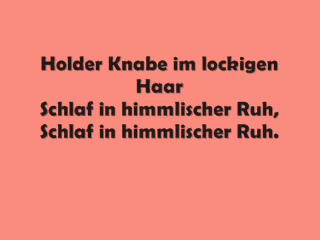 Holder Knabe im lockigen
Haar
Schlaf in himmlischer Ruh,
Schlaf in himmlischer Ruh.